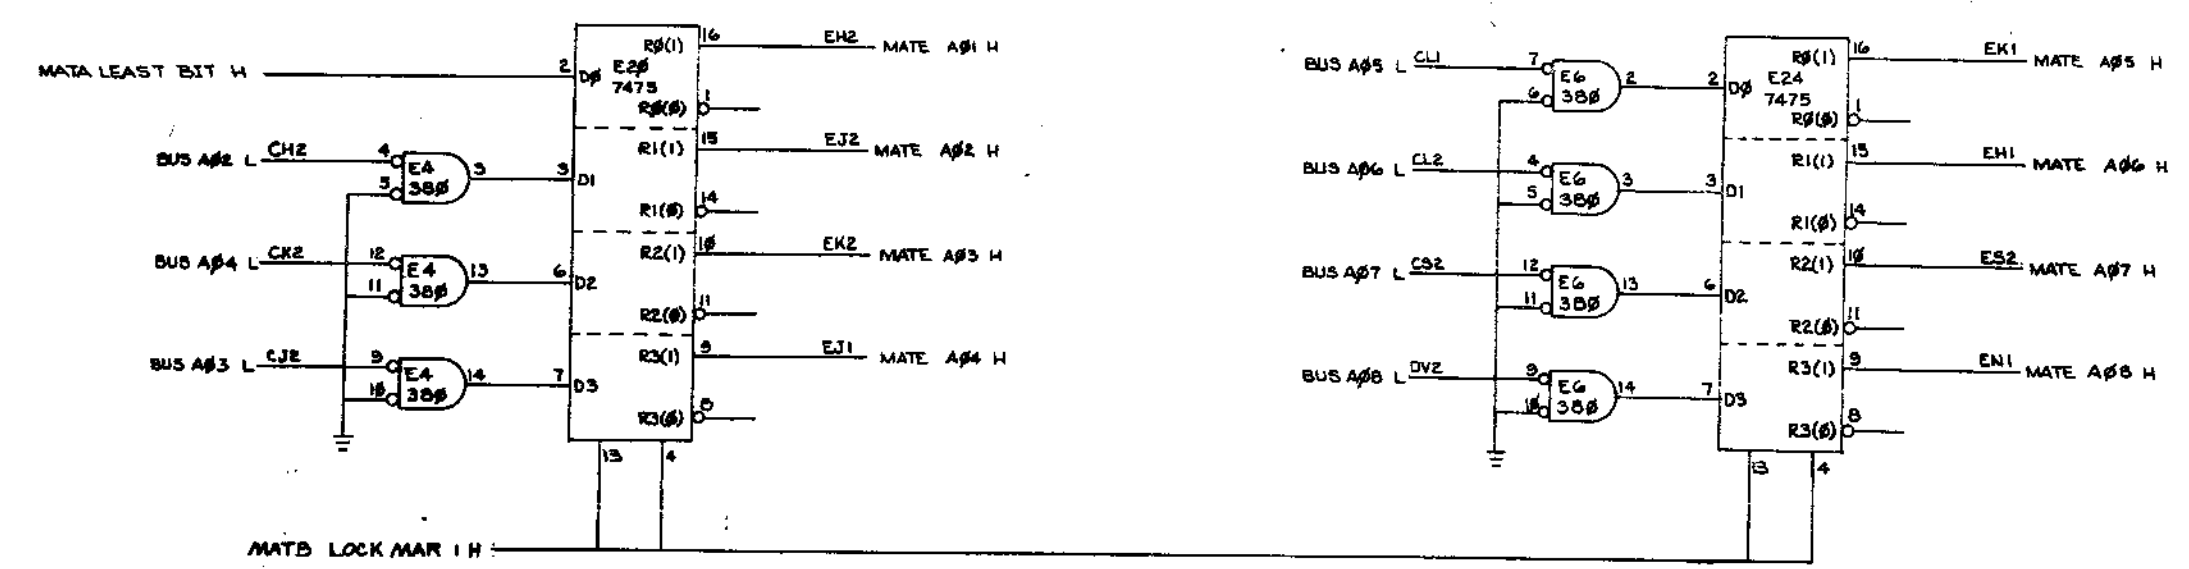 MATA LEAST BIT H
2
DØ
E2Ø
7475
RØ(1)
16
EH2
MATE AØ1 H
RØ(Ø)
1
BUS AØ2 L
CH2
4
5
E4
38Ø
3
3
D1
R1(1)
15
EJ2
MATE AØ2 H
R1(Ø)
14
BUS AØ4 L
CK2
12
11
E4
38Ø
13
6
D2
R2(1)
1Ø
EK2
MATE AØ3 H
R2(Ø)
11
BUS AØ3 L
CJ2
9
1Ø
E4
38Ø
14
7
D3
R3(1)
9
EJ1
MATE AØ4 H
R3(Ø)
8
13
4
MATB LOCK MAR 1 H
BUS AØ5 L
CL1
7
6
E6
38Ø
2
2
DØ
E24
7475
RØ(1)
16
EK1
MATE AØ5 H
RØ(Ø)
1
BUS AØ6 L
CL2
4
5
E6
38Ø
3
3
D1
R1(1)
15
EH1
MATE AØ6 H
R1(Ø)
14
BUS AØ7 L
CS2
12
11
E6
38Ø
13
6
D2
R2(1)
1Ø
ES2
MATE AØ7 H
R2(Ø)
11
BUS AØ8 L
DV2
9
1Ø
E6
38Ø
14
7
D3
R3(1)
9
EN1
MATE AØ8 H
R3(Ø)
8
13
4